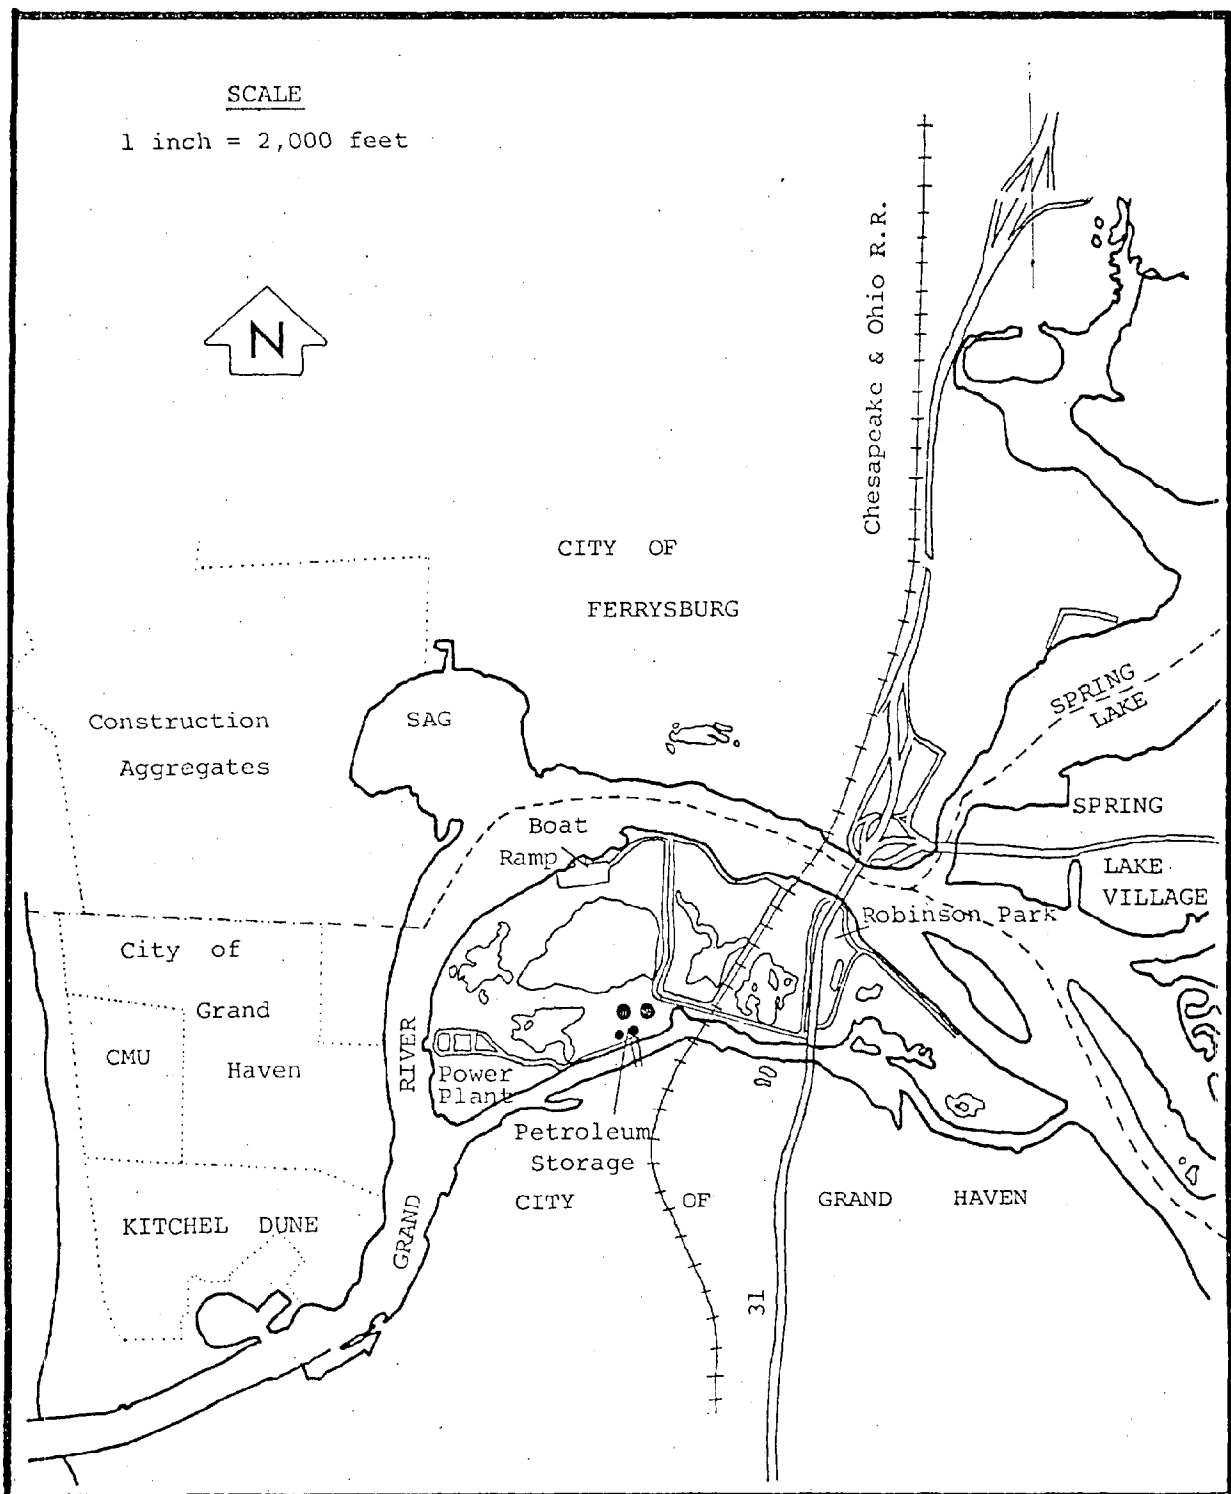 SCALE
1 inch = 2,000 feet
N
Chesapeake & Ohio R.R.
CITY OF
FERRYSBURG
SPRING
LAKE
Construction
Aggregates
SAG
SPRING
LAKE
VILLAGE
Boat
Ramp
Robinson Park
City of
Grand
Haven
CMU
RIVER
Power
Plant
Petroleum
Storage
CITY OF GRAND HAVEN
KITCHEL DUNE
GRAND
31